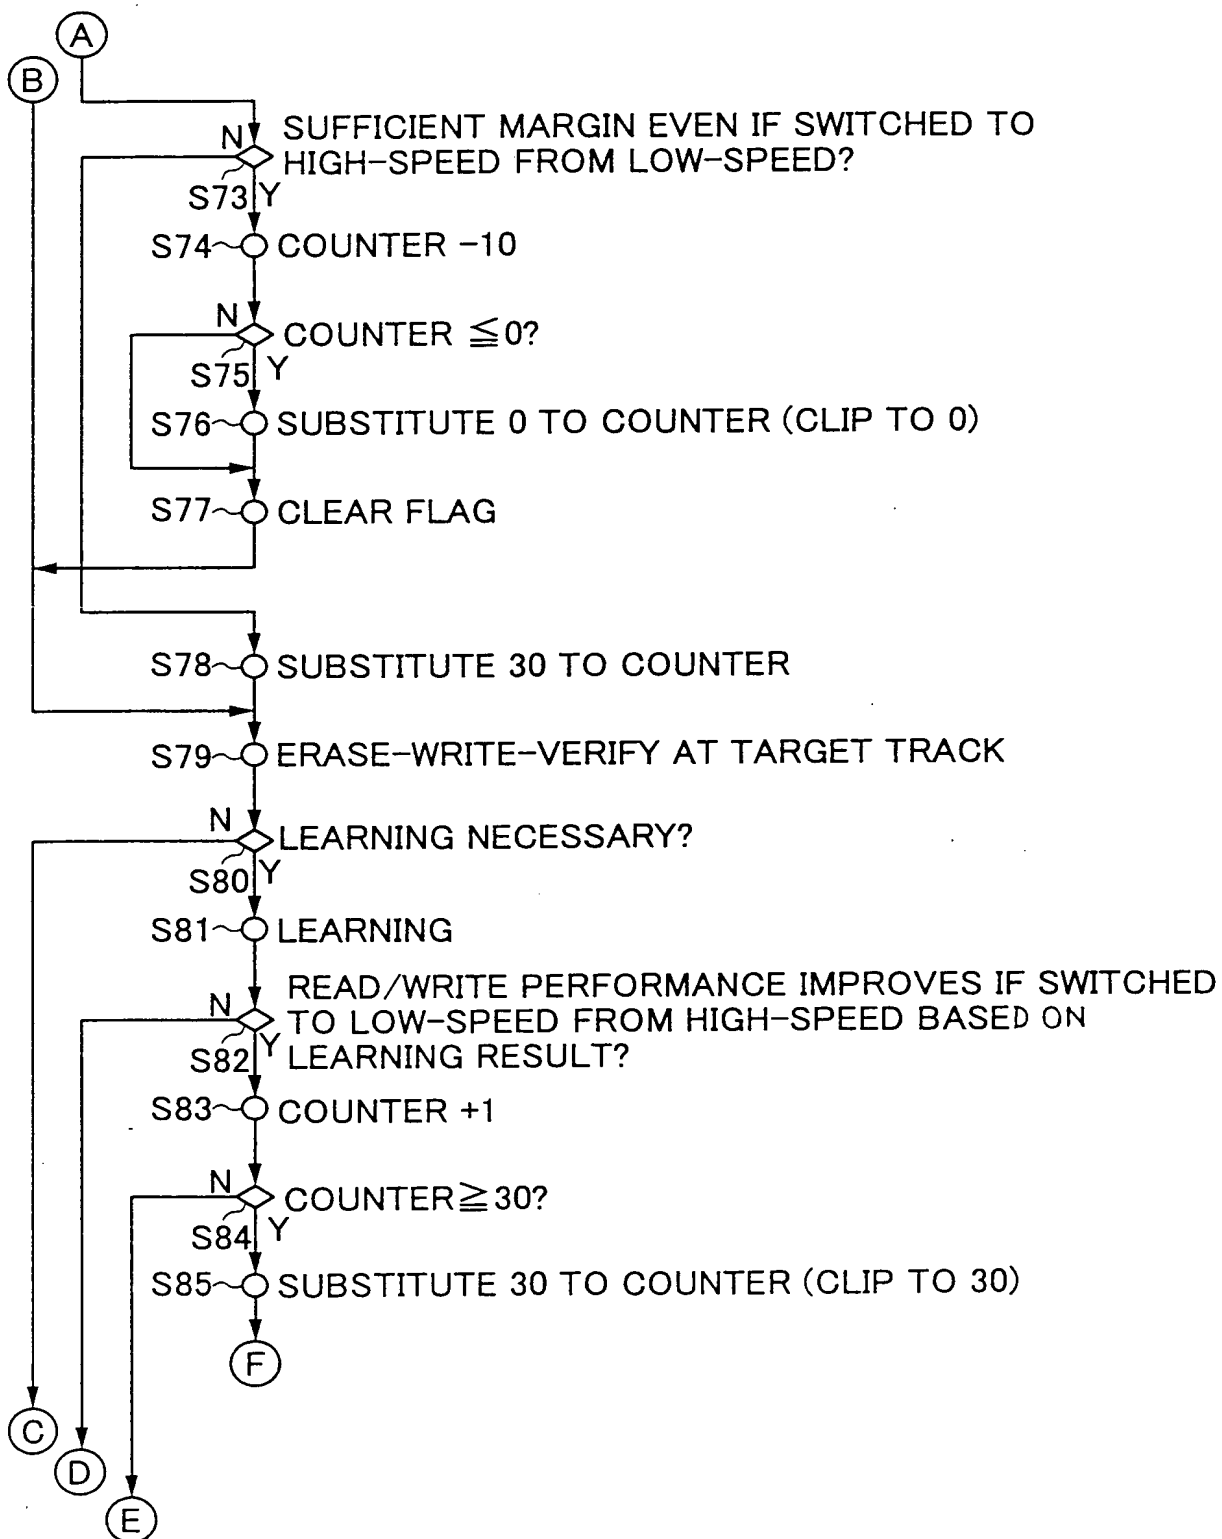 A
B
N
SUFFICIENT MARGIN EVEN IF SWITCHED TO
HIGH-SPEED FROM LOW-SPEED?
S73
Y
S74
COUNTER -10
N
COUNTER ≦0?
S75
Y
S76
SUBSTITUTE 0 TO COUNTER (CLIP TO 0)
S77
CLEAR FLAG
S78
SUBSTITUTE 30 TO COUNTER
S79
ERASE-WRITE-VERIFY AT TARGET TRACK
N
LEARNING NECESSARY?
S80
Y
S81
LEARNING
N
READ/WRITE PERFORMANCE IMPROVES IF SWITCHED
TO LOW-SPEED FROM HIGH-SPEED BASED ON
LEARNING RESULT?
S82
Y
S83
COUNTER +1
N
COUNTER≧30?
S84
Y
S85
SUBSTITUTE 30 TO COUNTER (CLIP TO 30)
F
C
D
E